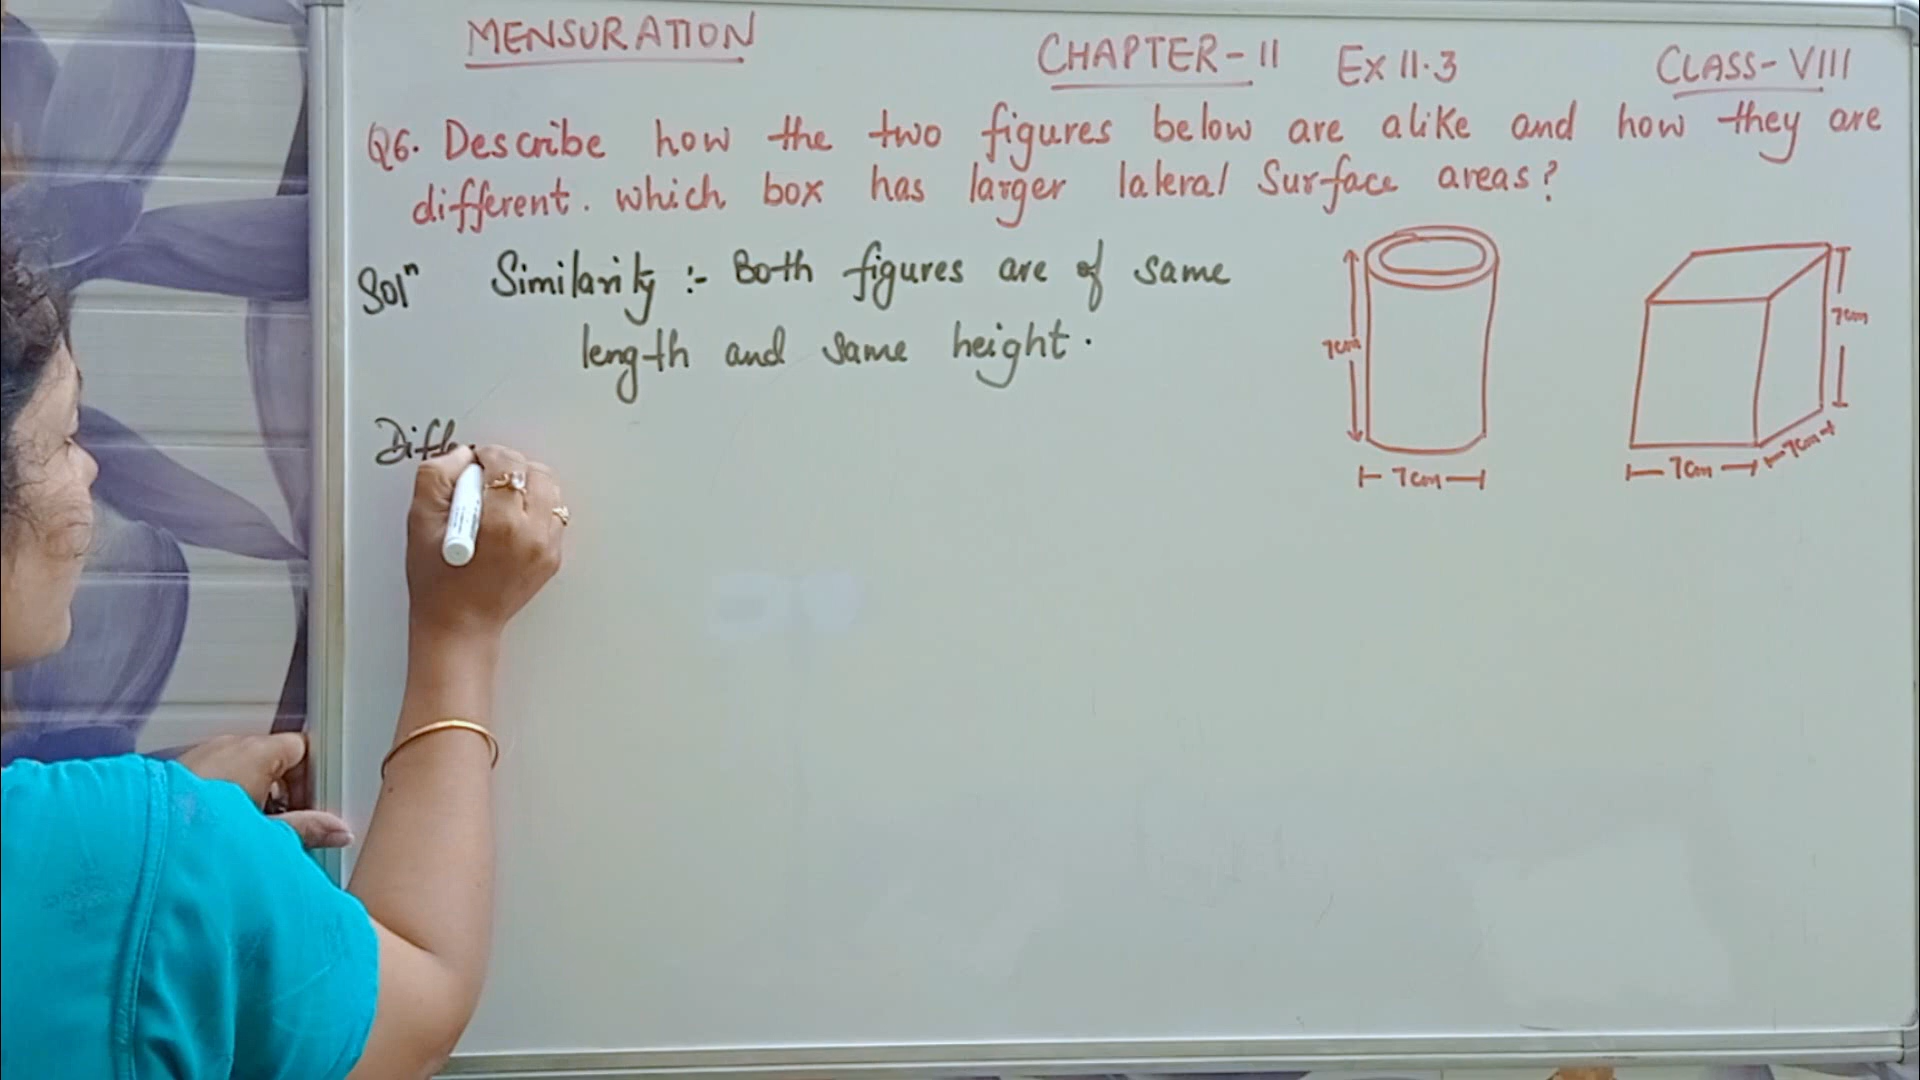 MENSURATION CHAPTER-11 Ex 11.3 CLASS-VIII
Q6. Describe how the two figures below are alike and how they are
different. which box has larger lateral Surface areas?
Soln Similarity :- Both figures are of same
length and same height.
7cm
7cm
7cm
7cm
7cm